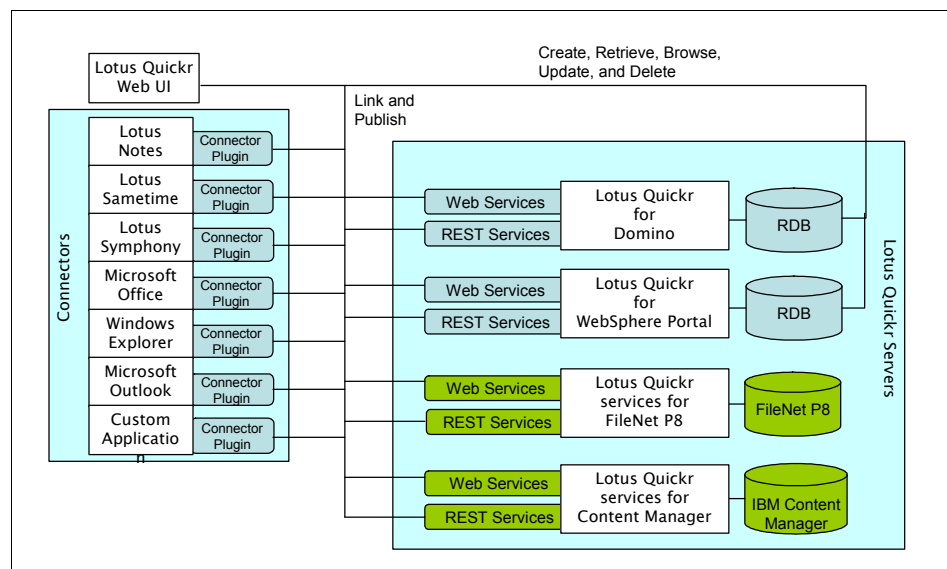 Lotus Quickr
Web UI
Create, Retrieve, Browse,
Update, and Delete
Link and
Publish
Connectors
Lotus
Notes
Connector
Plugin
Lotus
Sametime
Connector
Plugin
Lotus
Symphony
Connector
Plugin
Microsoft
Office
Connector
Plugin
Windows
Explorer
Connector
Plugin
Microsoft
Outlook
Connector
Plugin
Custom
Applicatio
n
Connector
Plugin
Web Services
REST Services
Lotus Quickr
for
Domino
RDB
Web Services
REST Services
Lotus Quickr
for
WebSphere Portal
RDB
Web Services
REST Services
Lotus Quickr
services for
FileNet P8
FileNet P8
Web Services
REST Services
Lotus Quickr
services for
Content Manager
IBM Content
Manager
Lotus Quickr Servers